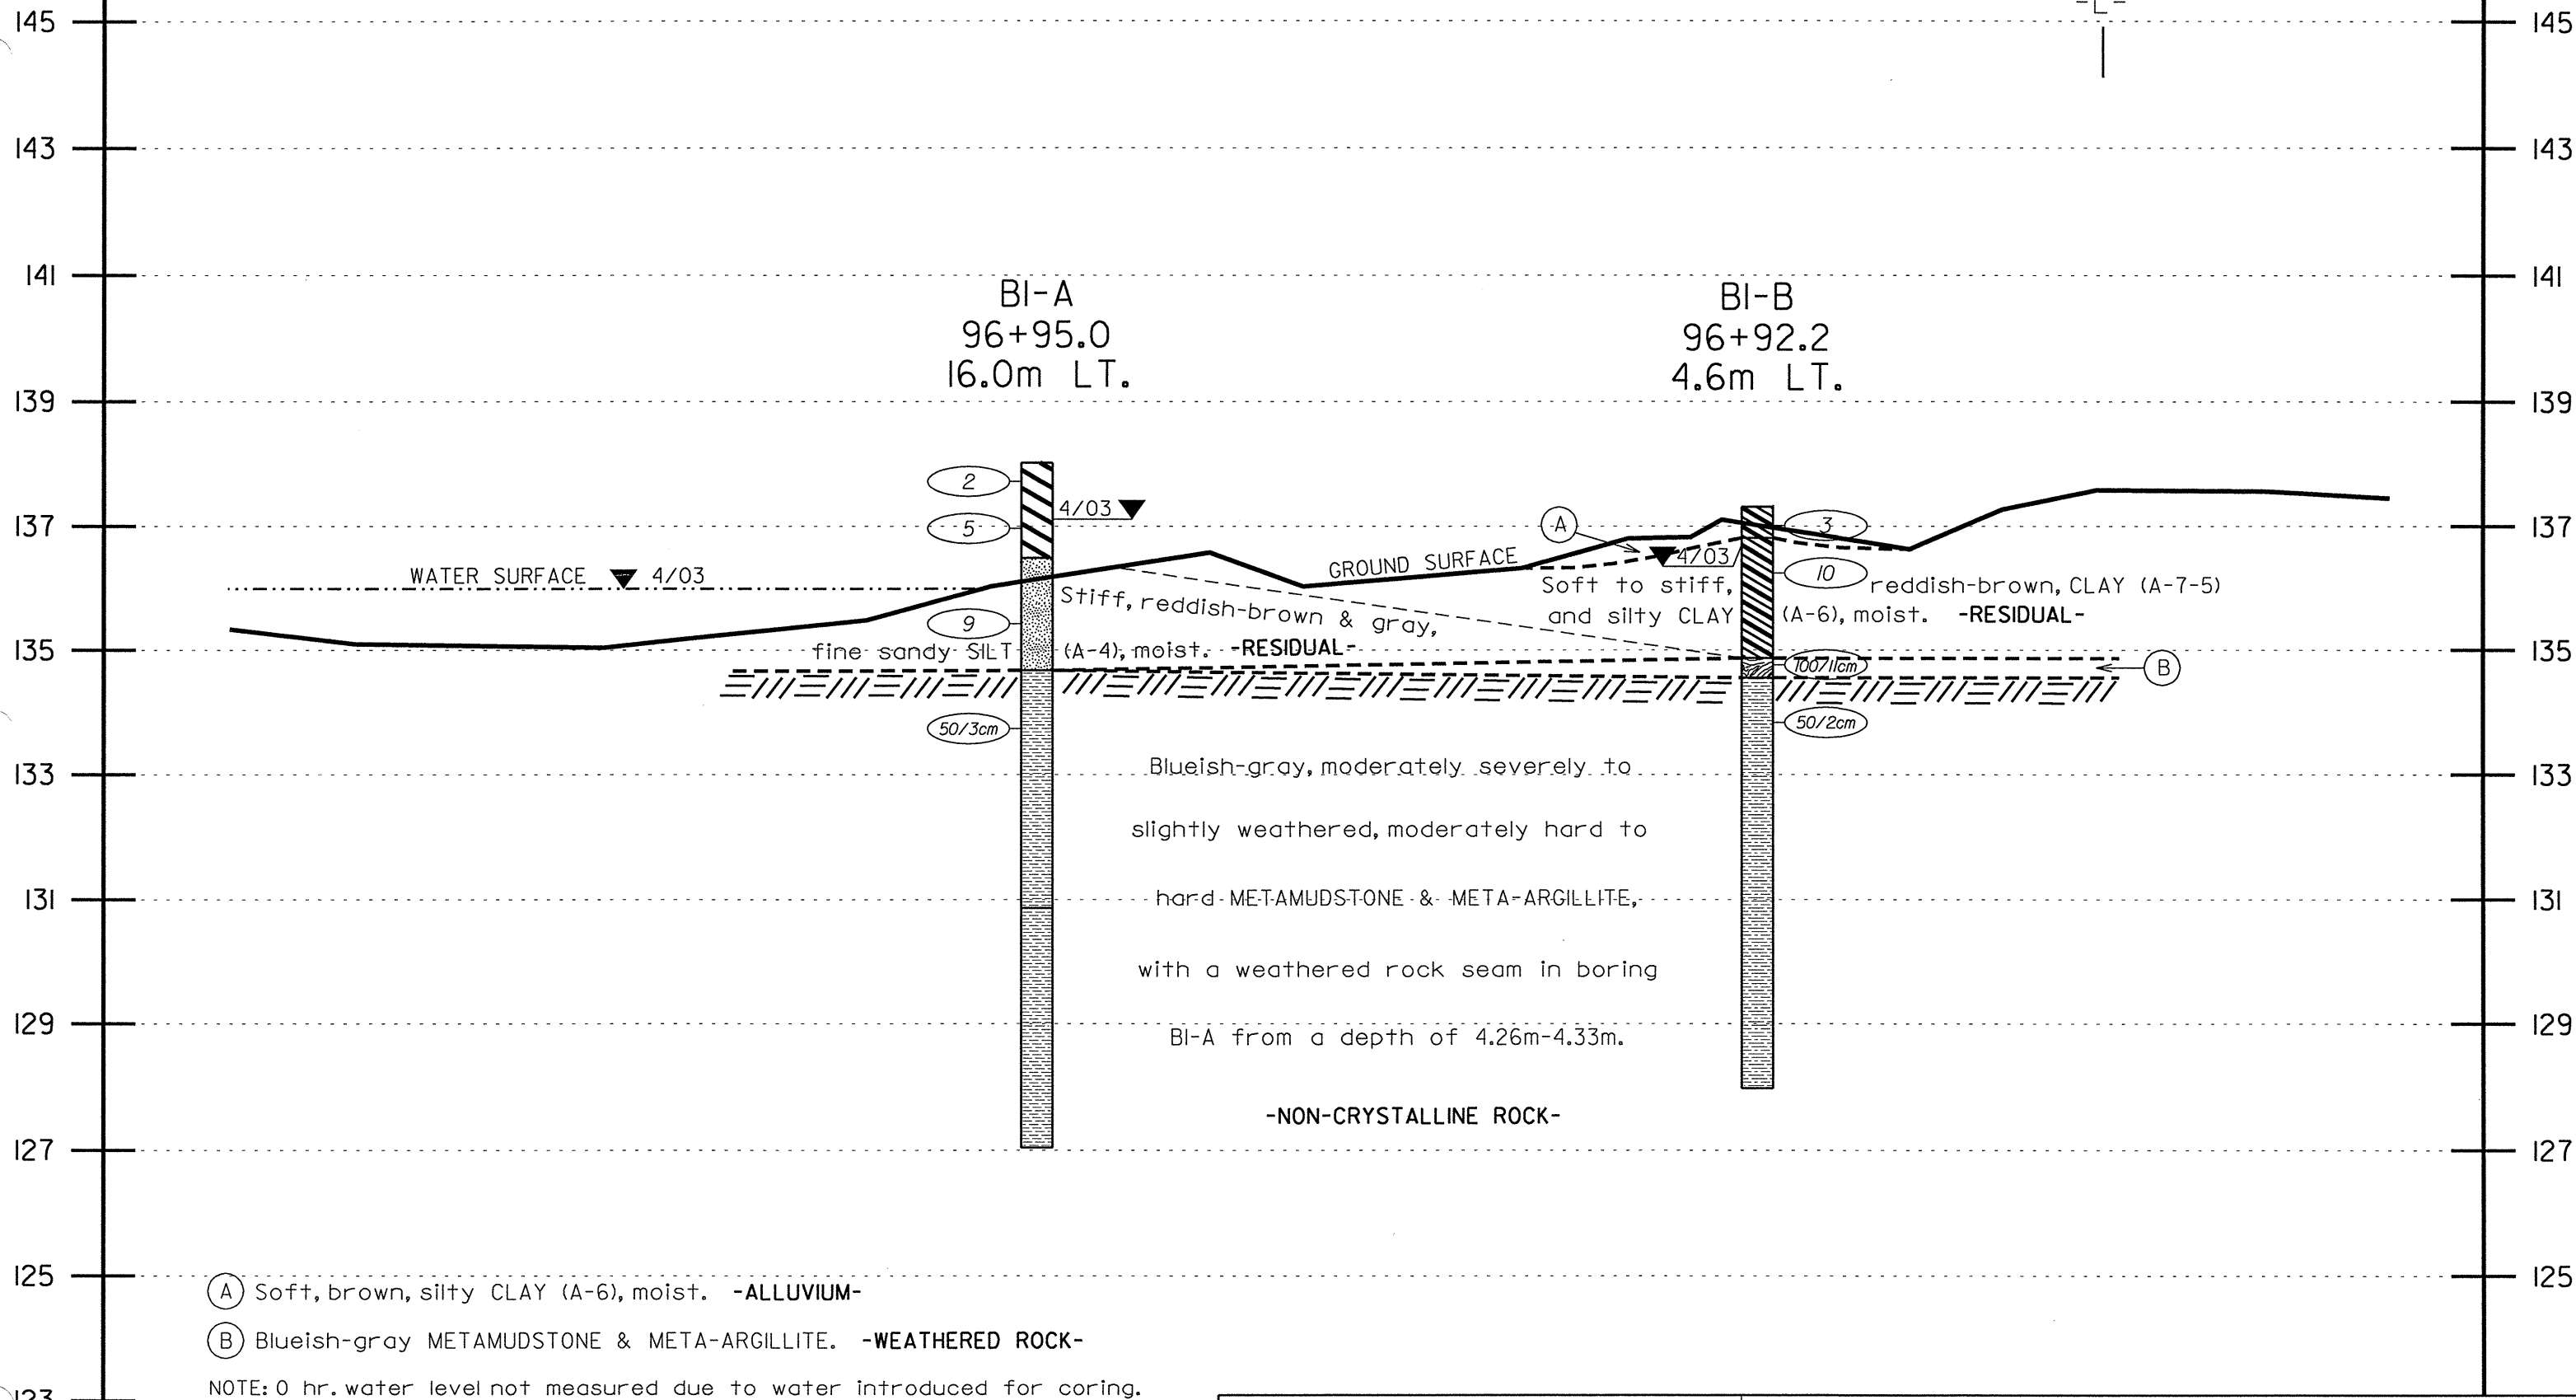 -L-
145 145
143 143
141 141
BI-A BI-B
96+95.0 96+92.2
16.0m LT. 4.6m LT.
139 139
2
4/03
137 5 A 3 137
GROUND SURFACE 4/03
WATER SURFACE 4/03 10
Soft to stiff, reddish-brown, CLAY (A-7-5)
Stiff, reddish-brown & gray, and silty CLAY (A-6), moist. -RESIDUAL-
9
135 fine sandy SILT (A-4), moist. -RESIDUAL- 135
100/11cm B
50/3cm 50/2cm
Blueish-gray, moderately severely to
133 133
slightly weathered, moderately hard to
131 hard METAMUDSTONE & META-ARGILLITE, 131
with a weathered rock seam in boring
129 129
BI-A from a depth of 4.26m-4.33m.
-NON-CRYSTALLINE ROCK-
127 127
125 125
A Soft, brown, silty CLAY (A-6), moist. -ALLUVIUM-
B Blueish-gray METAMUDSTONE & META-ARGILLITE. -WEATHERED ROCK-
NOTE: 0 hr. water level not measured due to water introduced for coring.
123